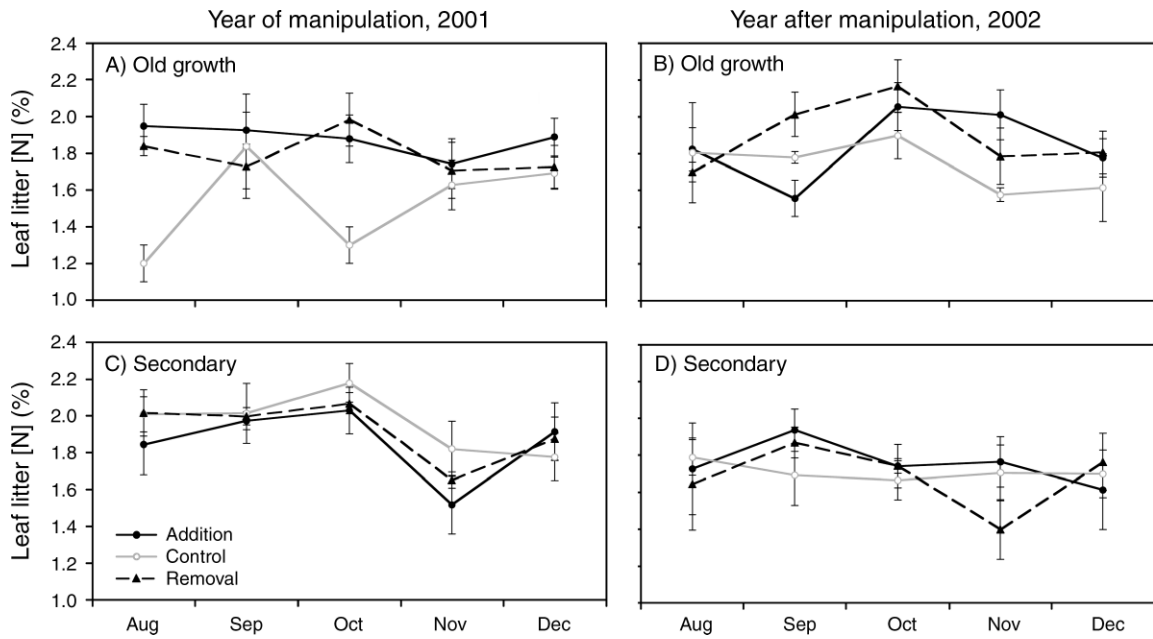 Year of manipulation, 2001
Year after manipulation, 2002
Leaf litter [N] (%)
2.4
2.2
2.0
1.8
1.6
1.4
1.2
1.0
A) Old growth
B) Old growth
Leaf litter [N] (%)
2.4
2.2
2.0
1.8
1.6
1.4
1.2
1.0
C) Secondary
Addition
Control
Removal
D) Secondary
Aug Sep Oct Nov Dec
Aug Sep Oct Nov Dec